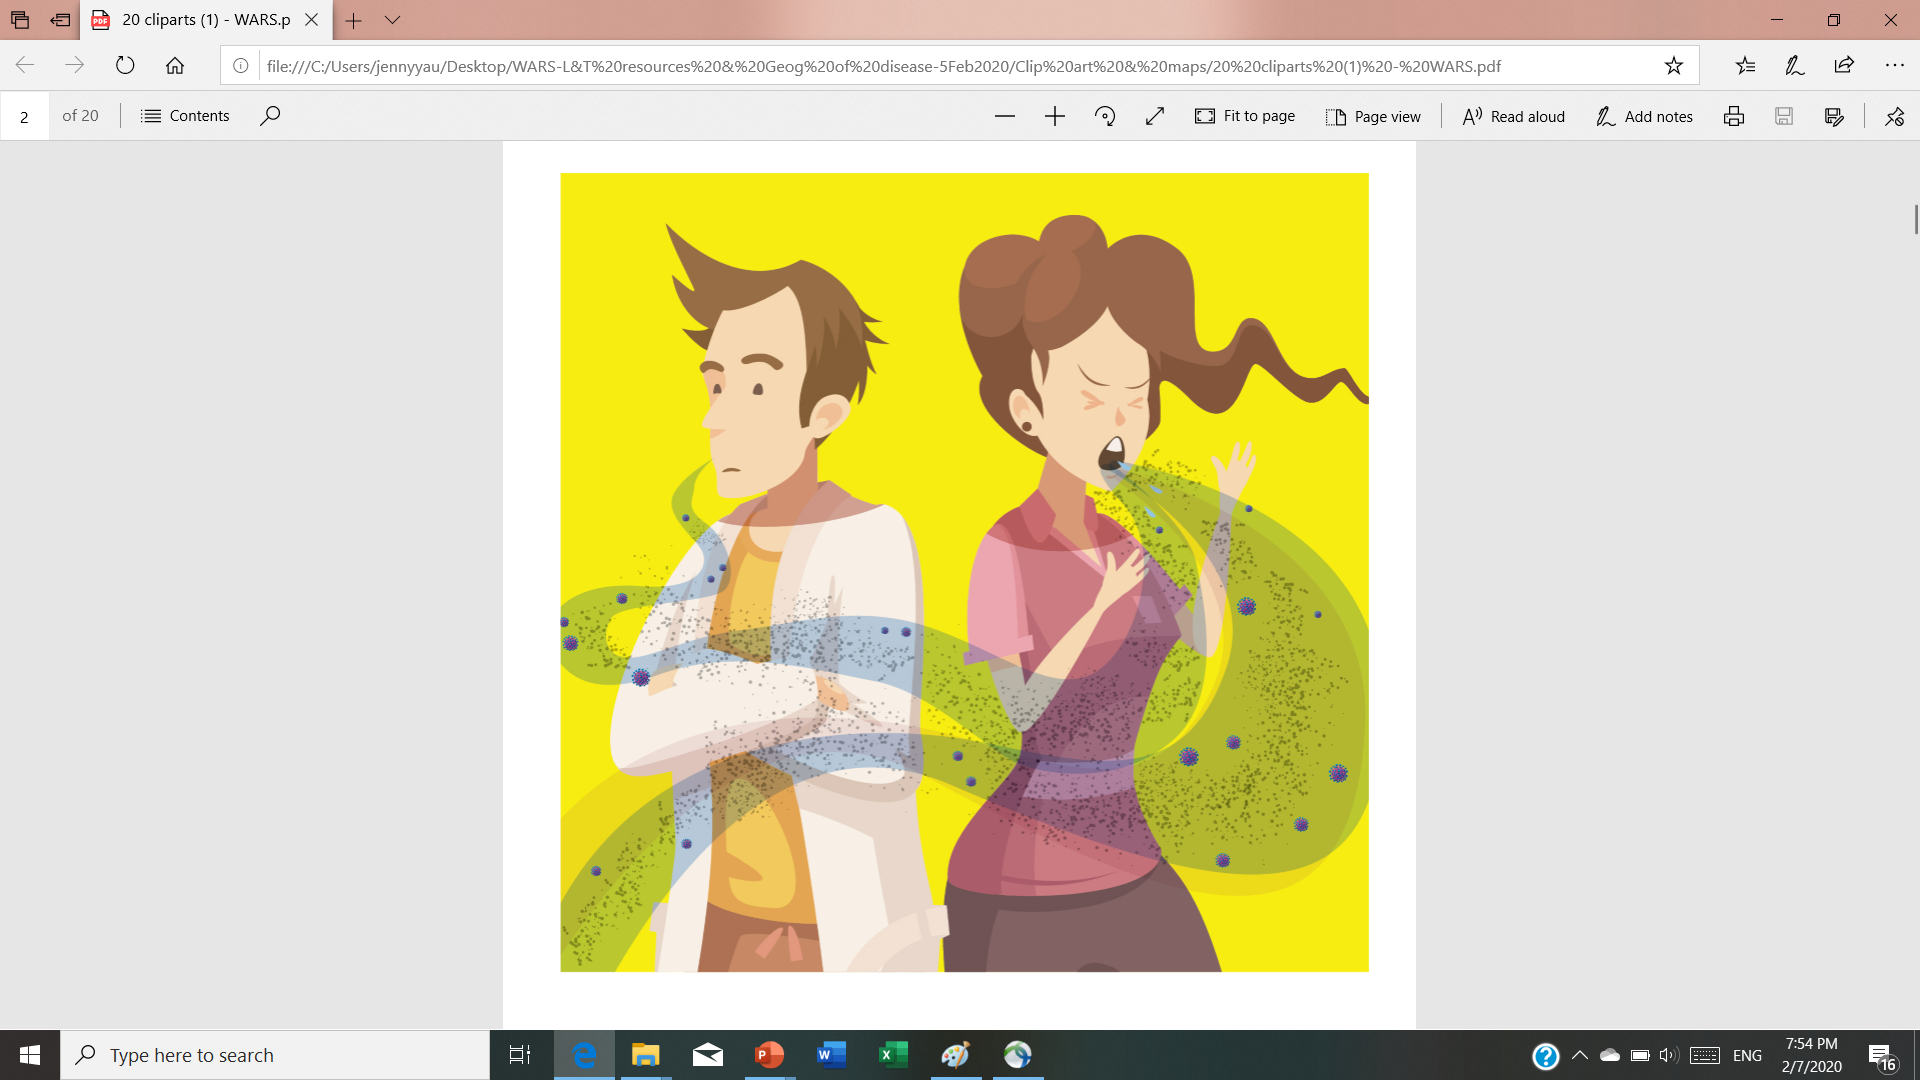 20 cliparts (1) - WARS.p
file:///C:/Users/jennyyau/Desktop/WARS-L&T%20resources%20&%20Geog%20of%20disease-5Feb2020/Clip%20art%20&%20maps/20%20cliparts%20(1)%20-%20WARS.pdf
2 of 20 Contents Fit to page Page view Read aloud Add notes
Type here to search
ENG
7:54 PM
2/7/2020
16